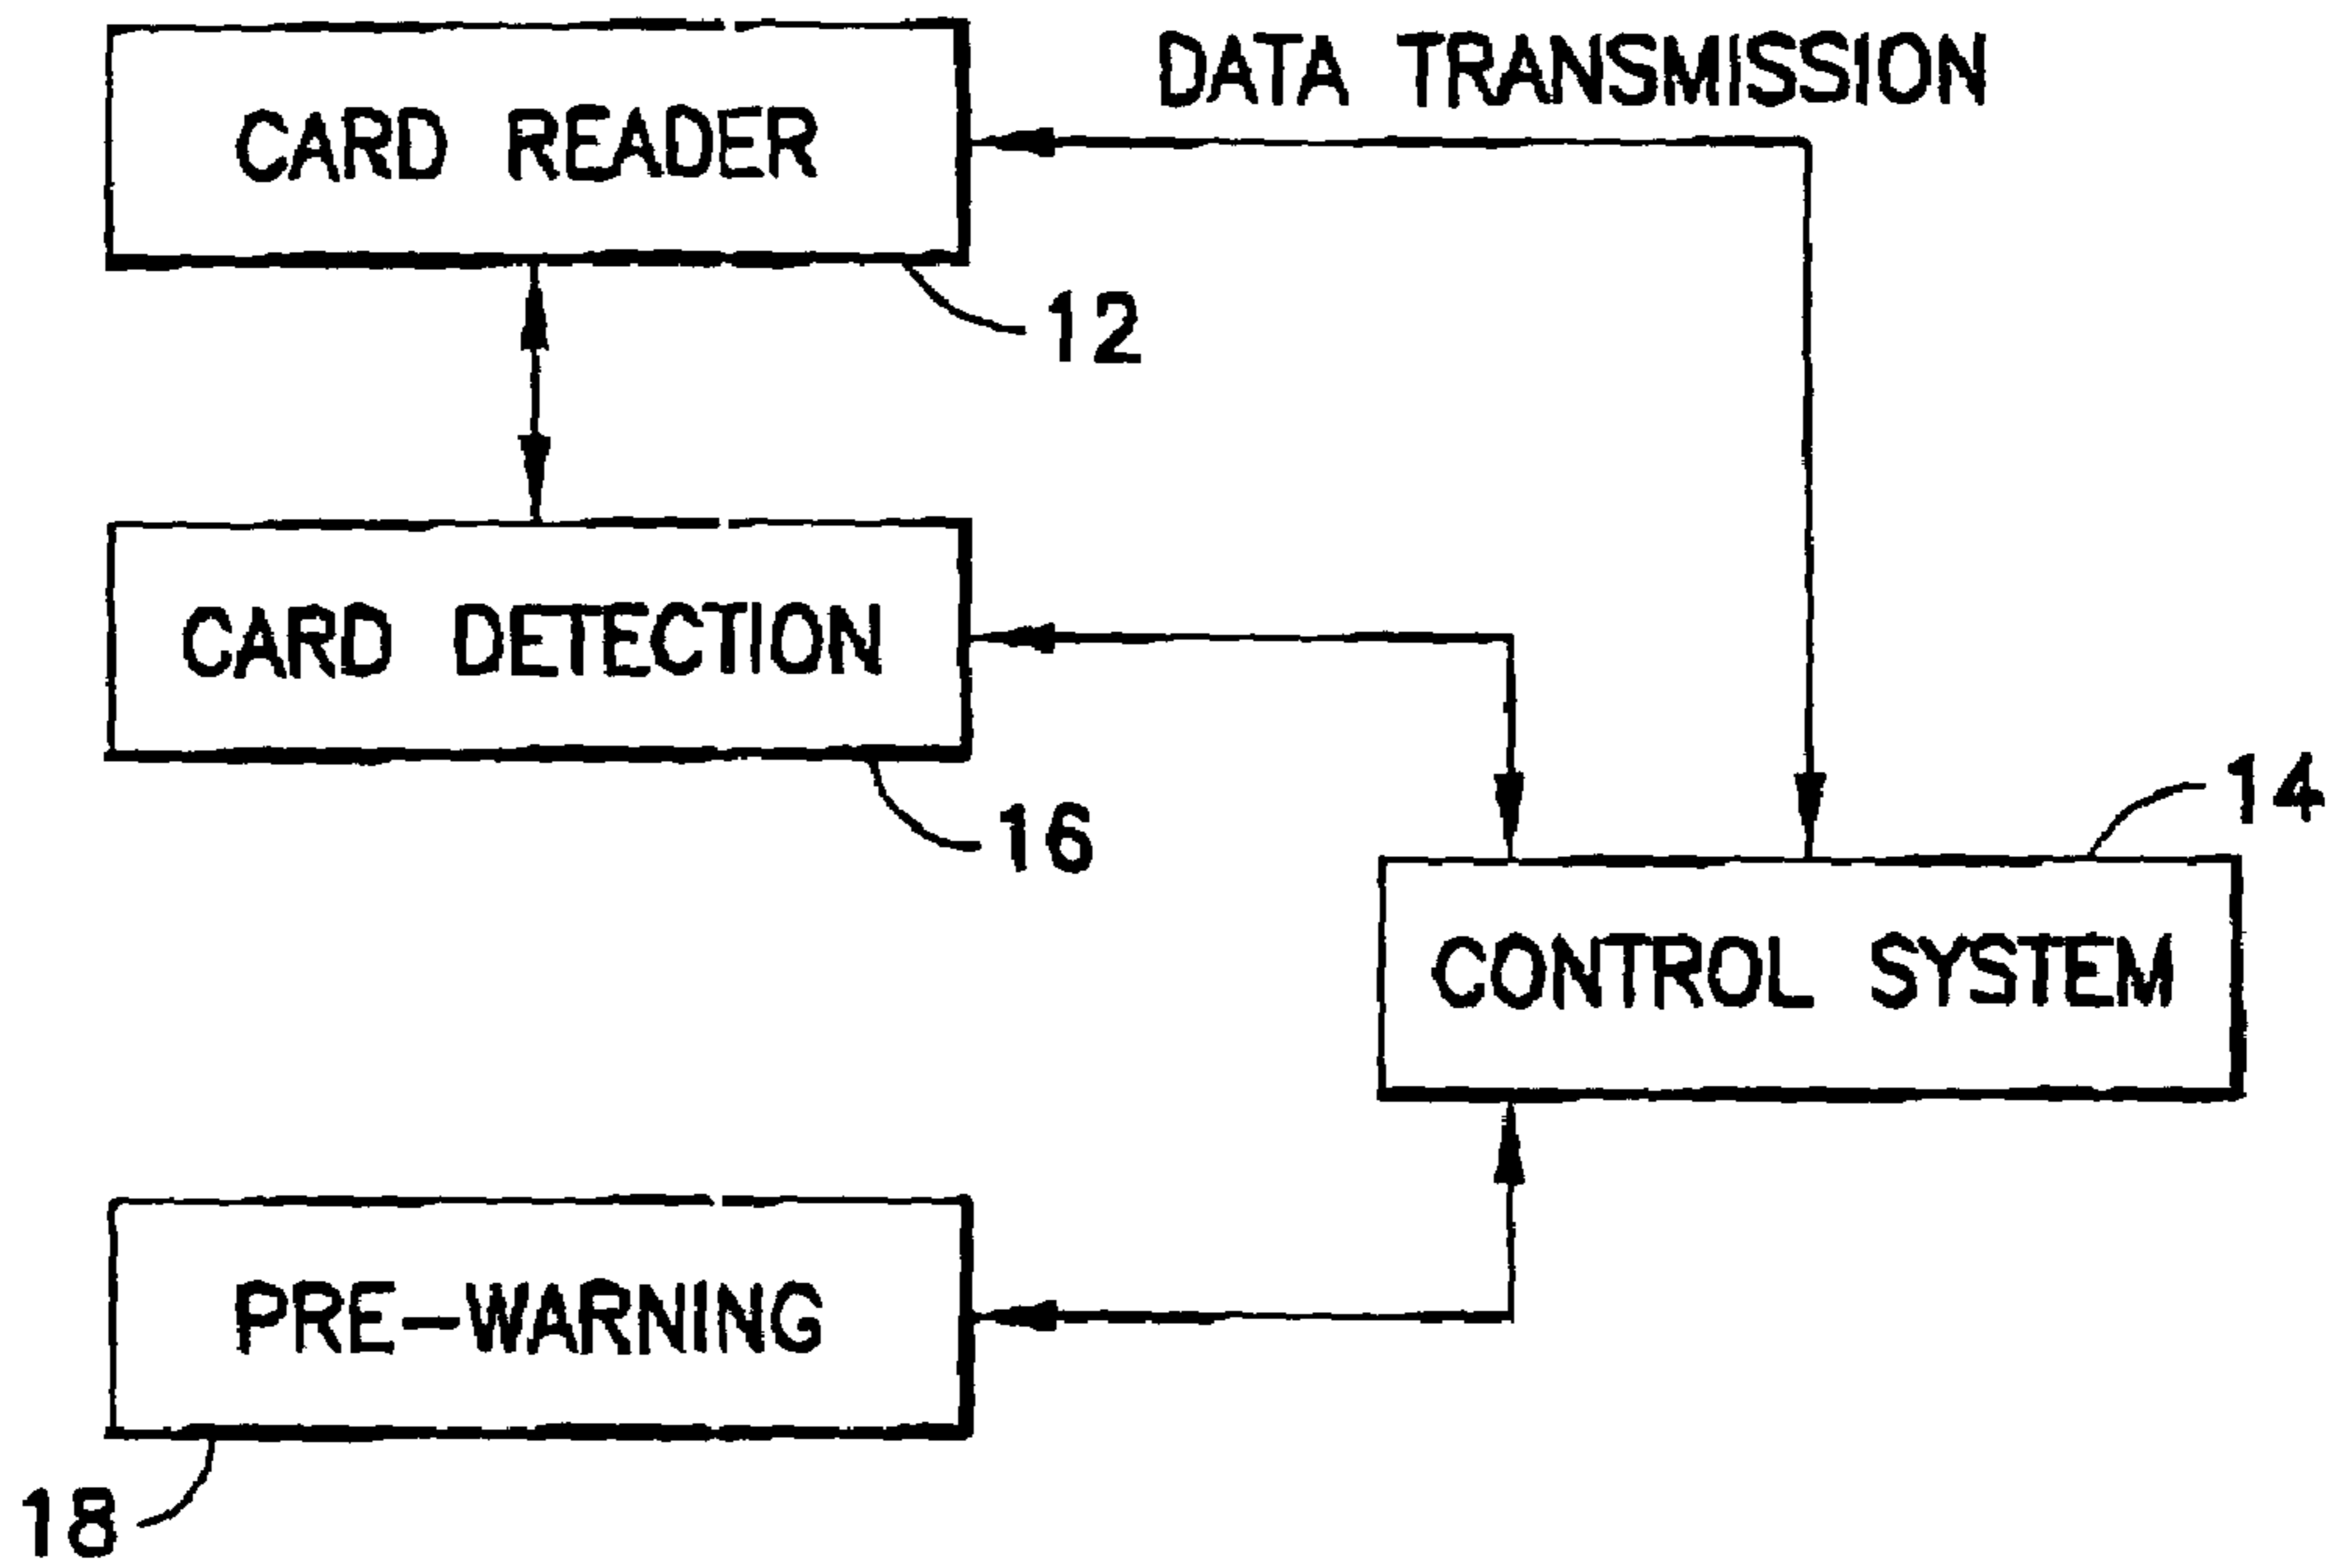 CARD READER
DATA TRANSMISSION
12
CARD DETECTION
16
14
CONTROL SYSTEM
PRE-WARNING
18